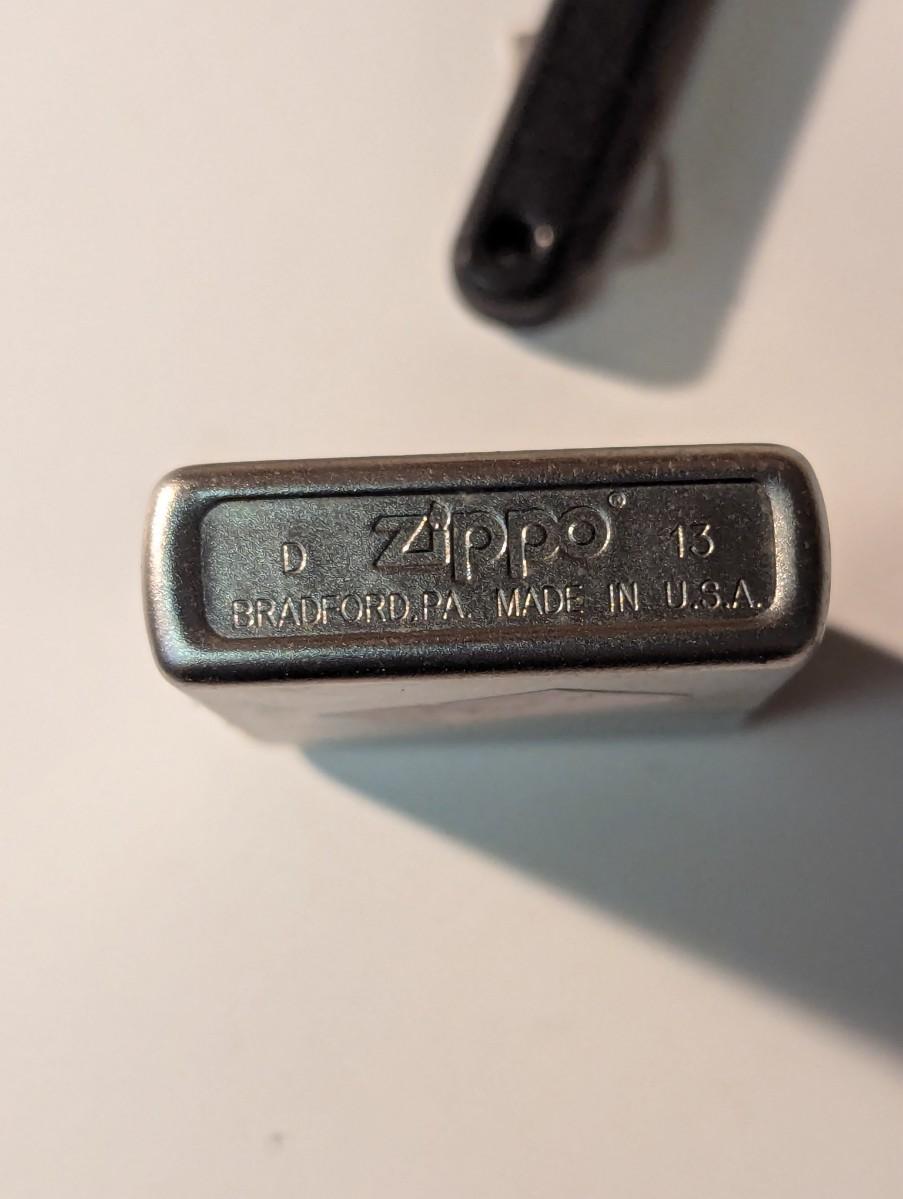 D zippo® 13
BRADFORD,PA. MADE IN U.S.A.